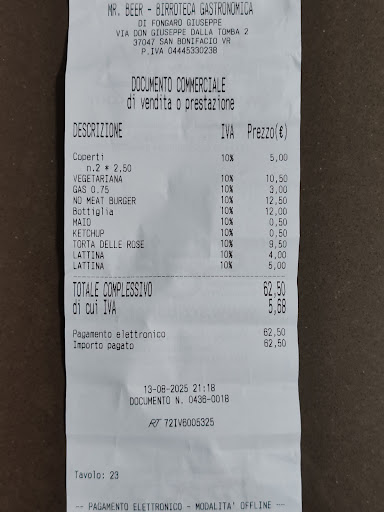 MR. BEER - BIRROTECA GASTRONOMICA
DI FONGARO GIUSEPPE
VIA DON GIUSEPPE DALLA TOMBA 2
37047 SAN BONIFACIO VR
P.IVA 04445330238
DOCUMENTO COMMERCIALE
di vendita o prestazione
DESCRIZIONE IVA Prezzo(€)
Coperti 10% 5,00
n.2 * 2,50
VEGETARIANA 10% 10,50
GAS 0.75 10% 3,00
NO MEAT BURGER 10% 12,50
Bottiglia 10% 12,00
MAIO 10% 0,50
KETCHUP 10% 0,50
TORTA DELLE ROSE 10% 9,50
LATTINA 10% 4,00
LATTINA 10% 5,00
TOTALE COMPLESSIVO 62,50
di cui IVA 5,68
Pagamento elettronico 62,50
Importo pagato 62,50
13-08-2025 21:18
DOCUMENTO N. 0436-0018
RT 72IV6005325
Tavolo: 23
-- PAGAMENTO ELETTRONICO - MODALITA' OFFLINE --